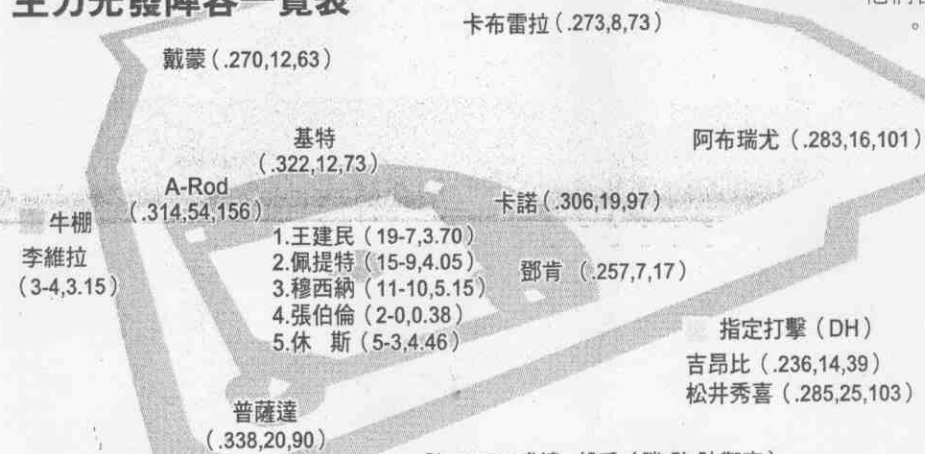 主力先發陣容一覽表
卡布雷拉（.273,8,73）
戴蒙（.270,12,63）
基特
（.322,12,73）
阿布瑞尤（.283,16,101）
A-Rod
（.314,54,156）
卡諾（.306,19,97）
牛棚
李維拉
（3-4,3.15）
1.王建民（19-7,3.70）
2.佩提特（15-9,4.05）
3.穆西納（11-10,5.15）
4.張伯倫（2-0,0.38）
5.休　斯（5-3,4.46）
鄧肯 （.257,7,17）
指定打擊（DH）
吉昂比（.236,14,39）
松井秀喜（.285,25,103）
普薩達
（.338,20,90）